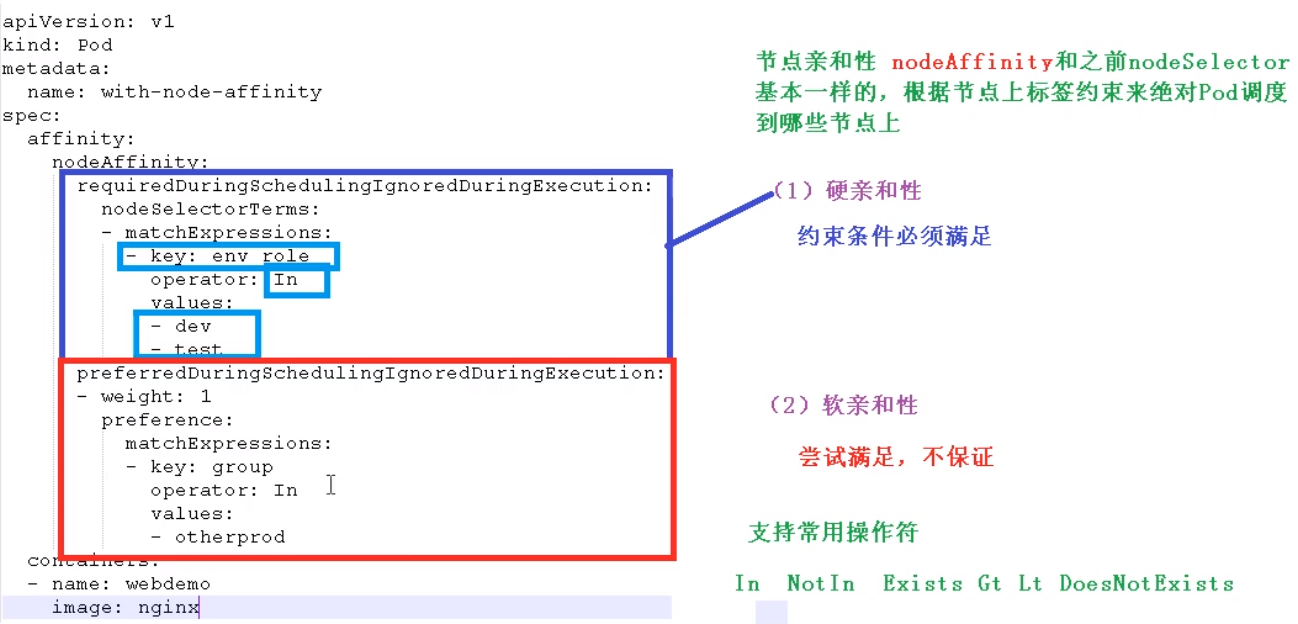 apiVersion: v1
kind: Pod
metadata:
  name: with-node-affinity
spec:
  affinity:
    nodeAffinity:
      requiredDuringSchedulingIgnoredDuringExecution:
        nodeSelectorTerms:
        - matchExpressions:
          - key: env_role
            operator: In
            values:
            - dev
            - test
      preferredDuringSchedulingIgnoredDuringExecution:
      - weight: 1
        preference:
          matchExpressions:
          - key: group
            operator: In
            values:
            - otherprod
  containers:
  - name: webdemo
    image: nginx
节点亲和性 nodeAffinity和之前nodeSelector
基本一样的，根据节点上标签约束来绝对Pod调度
到哪些节点上
（1）硬亲和性
约束条件必须满足
（2）软亲和性
尝试满足，不保证
支持常用操作符
In NotIn Exists Gt Lt DoesNotExists